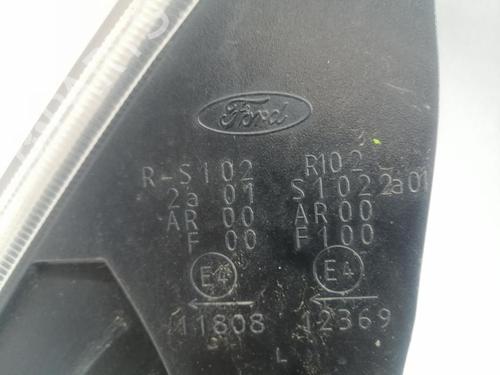 Ford
R-S102 R102
2a 01 S1022a01
AR 00 AR00
F 00 F100
E4 E4
11808 12369
L